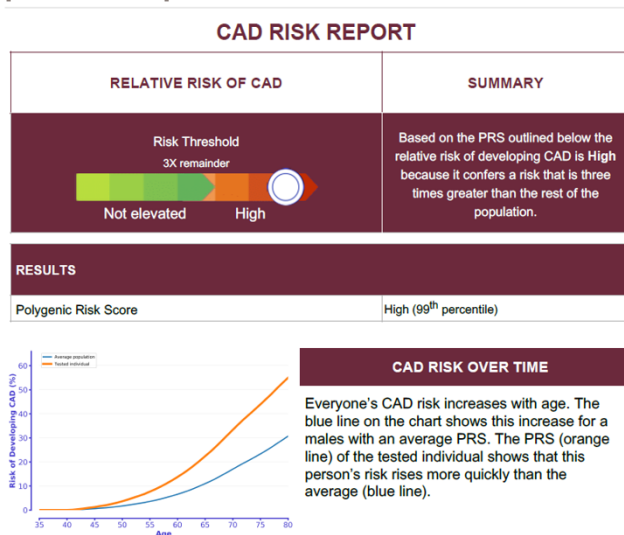 CAD RISK REPORT
RELATIVE RISK OF CAD
SUMMARY
Risk Threshold
3X remainder
Not elevated
High
Based on the PRS outlined below the
relative risk of developing CAD is High
because it confers a risk that is three
times greater than the rest of the
population.
RESULTS
Polygenic Risk Score
High (99th percentile)
Average population
Tested individual
Risk of Developing CAD (%)
60
50
40
30
20
10
0
35 40 45 50 55 60 65 70 75 80
Age
CAD RISK OVER TIME
Everyone's CAD risk increases with age. The
blue line on the chart shows this increase for a
males with an average PRS. The PRS (orange
line) of the tested individual shows that this
person's risk rises more quickly than the
average (blue line).